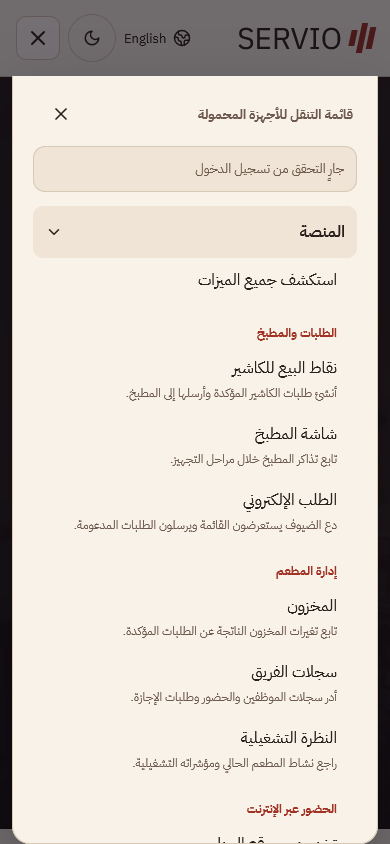 SERVIO
English
قائمة التنقل للأجهزة المحمولة
جارٍ التحقق من تسجيل الدخول
المنصة
استكشف جميع الميزات
الطلبات والمطبخ
نقاط البيع للكاشير
أنشئ طلبات الكاشير المؤكدة وأرسلها إلى المطبخ.
شاشة المطبخ
تابع تذاكر المطبخ خلال مراحل التجهيز.
الطلب الإلكتروني
دع الضيوف يستعرضون القائمة ويرسلون الطلبات المدعومة.
إدارة المطعم
المخزون
تابع تغيرات المخزون الناتجة عن الطلبات المؤكدة.
سجلات الفريق
أدر سجلات الموظفين والحضور وطلبات الإجازة.
النظرة التشغيلية
راجع نشاط المطعم الحالي ومؤشراته التشغيلية.
الحضور عبر الإنترنت